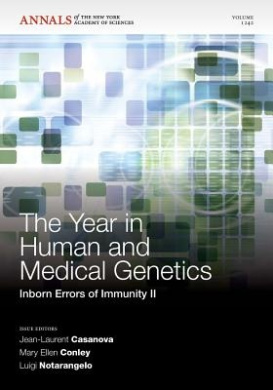 ANNALS OF THE NEW YORK
ACADEMY OF SCIENCES
VOLUME
The Year in
Human and
Medical Genetics
Inborn Errors of Immunity II
ISSUE EDITORS
Jean-Laurent Casanova
Mary Ellen Conley
Luigi Notarangelo